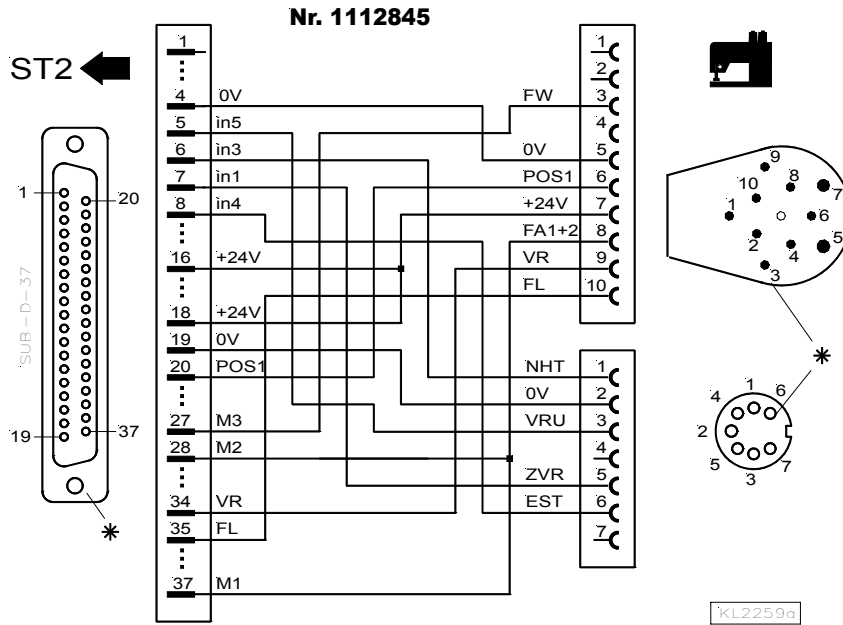 Nr. 1112845
ST2
1
4 0V
5 in5
6 in3
7 in1
8 in4
16 +24V
18 +24V
19 0V
20 POS1
27 M3
28 M2
34 VR
35 FL
37 M1
1
2
FW 3
4
0V 5
POS1 6
+24V 7
FA1+2 8
VR 9
FL 10
NHT 1
0V 2
VRU 3
4
ZVR 5
EST 6
7
1
20
SUB-D-37
19
37
9
8
10
7
1
6
2
4
5
3
1
4
6
2
5
7
3
KL2259a